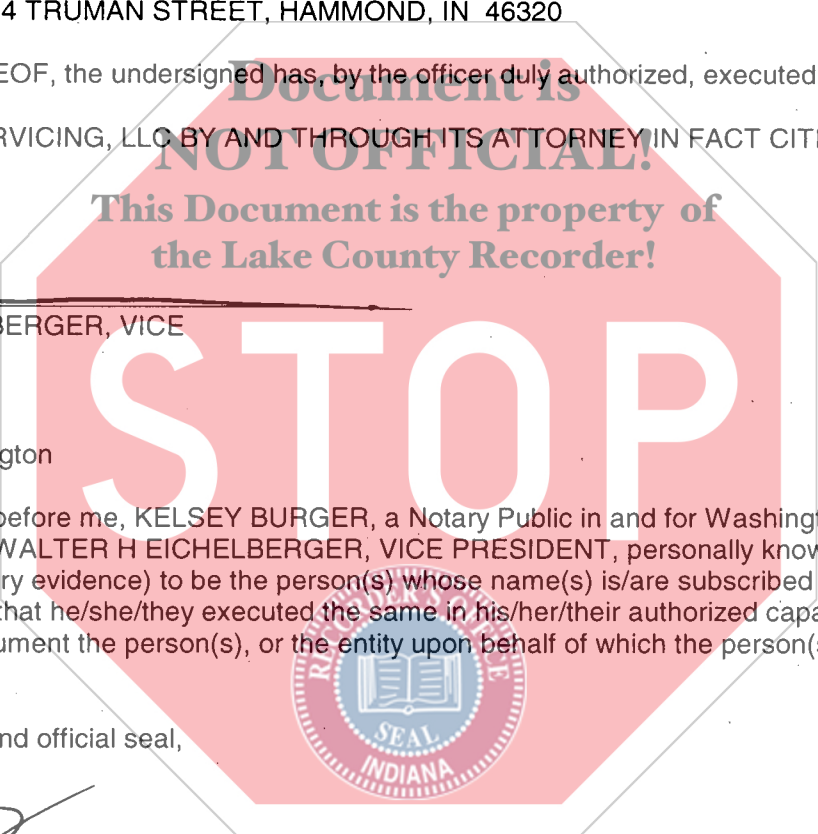 4 TRUMAN STREET, HAMMOND, IN 46320
EOF, the undersigned has, by the officer duly authorized, executed
Document is
RVICING, LLC BY AND THROUGH ITS ATTORNEY IN FACT CITI
NOT OFFICIAL!
This Document is the property of
the Lake County Recorder!
BERGER, VICE
STOP
gton
before me, KELSEY BURGER, a Notary Public in and for Washingt
WALTER H EICHELBERGER, VICE PRESIDENT, personally know
ry evidence) to be the person(s) whose name(s) is/are subscribed
that he/she/they executed the same in his/her/their authorized capa
ument the person(s), or the entity upon behalf of which the person(s
RECORDER'S OFFICE
SEAL
INDIANA
nd official seal,